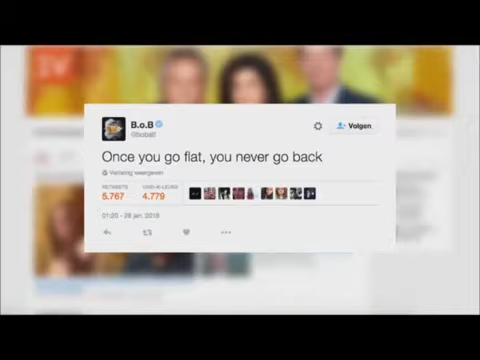 B.o.B
@bobatl
Volgen
Once you go flat, you never go back
Vertaling weergeven
RETWEETS
VIND-IK-LEUKS
5.767
4.779
01:20 - 28 jan. 2016